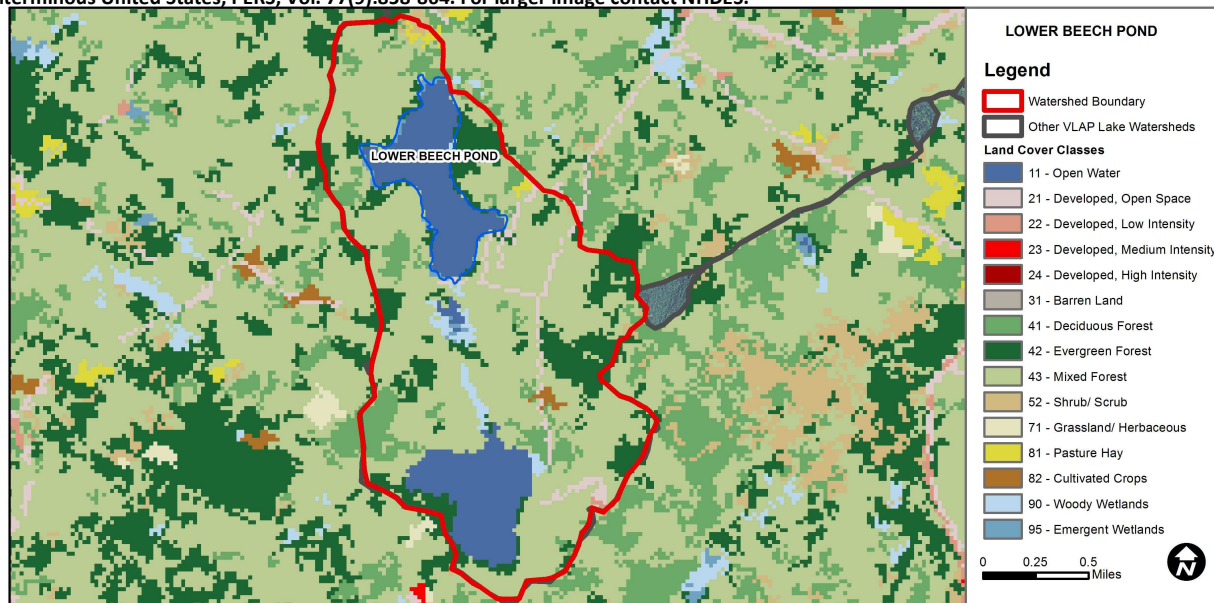 LOWER BEECH POND
LOWER BEECH POND
Legend
Watershed Boundary
Other VLAP Lake Watersheds
Land Cover Classes
11 - Open Water
21 - Developed, Open Space
22 - Developed, Low Intensity
23 - Developed, Medium Intensity
24 - Developed, High Intensity
31 - Barren Land
41 - Deciduous Forest
42 - Evergreen Forest
43 - Mixed Forest
52 - Shrub/ Scrub
71 - Grassland/ Herbaceous
81 - Pasture Hay
82 - Cultivated Crops
90 - Woody Wetlands
95 - Emergent Wetlands
0 0.25 0.5
Miles
N